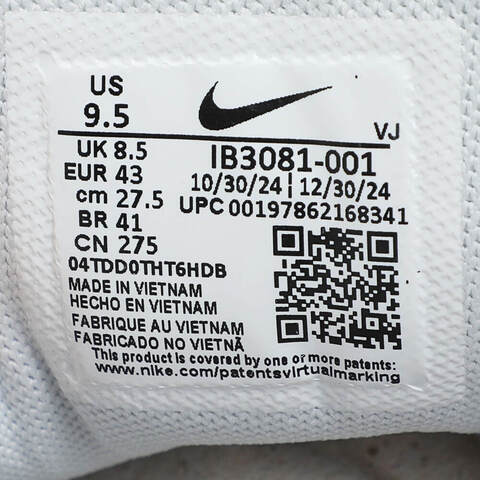 US
9.5
VJ
UK 8.5
EUR 43
cm 27.5
BR 41
CN 275
IB3081-001
10/30/24 | 12/30/24
UPC 00197862168341
04TDD0THT6HDB
MADE IN VIETNAM
HECHO EN VIETNAM
FABRIQUE AU VIETNAM
FABRICADO NO VIETNÃ
This product is covered by one or more patents:
www.nike.com/patentsvirtualmarking